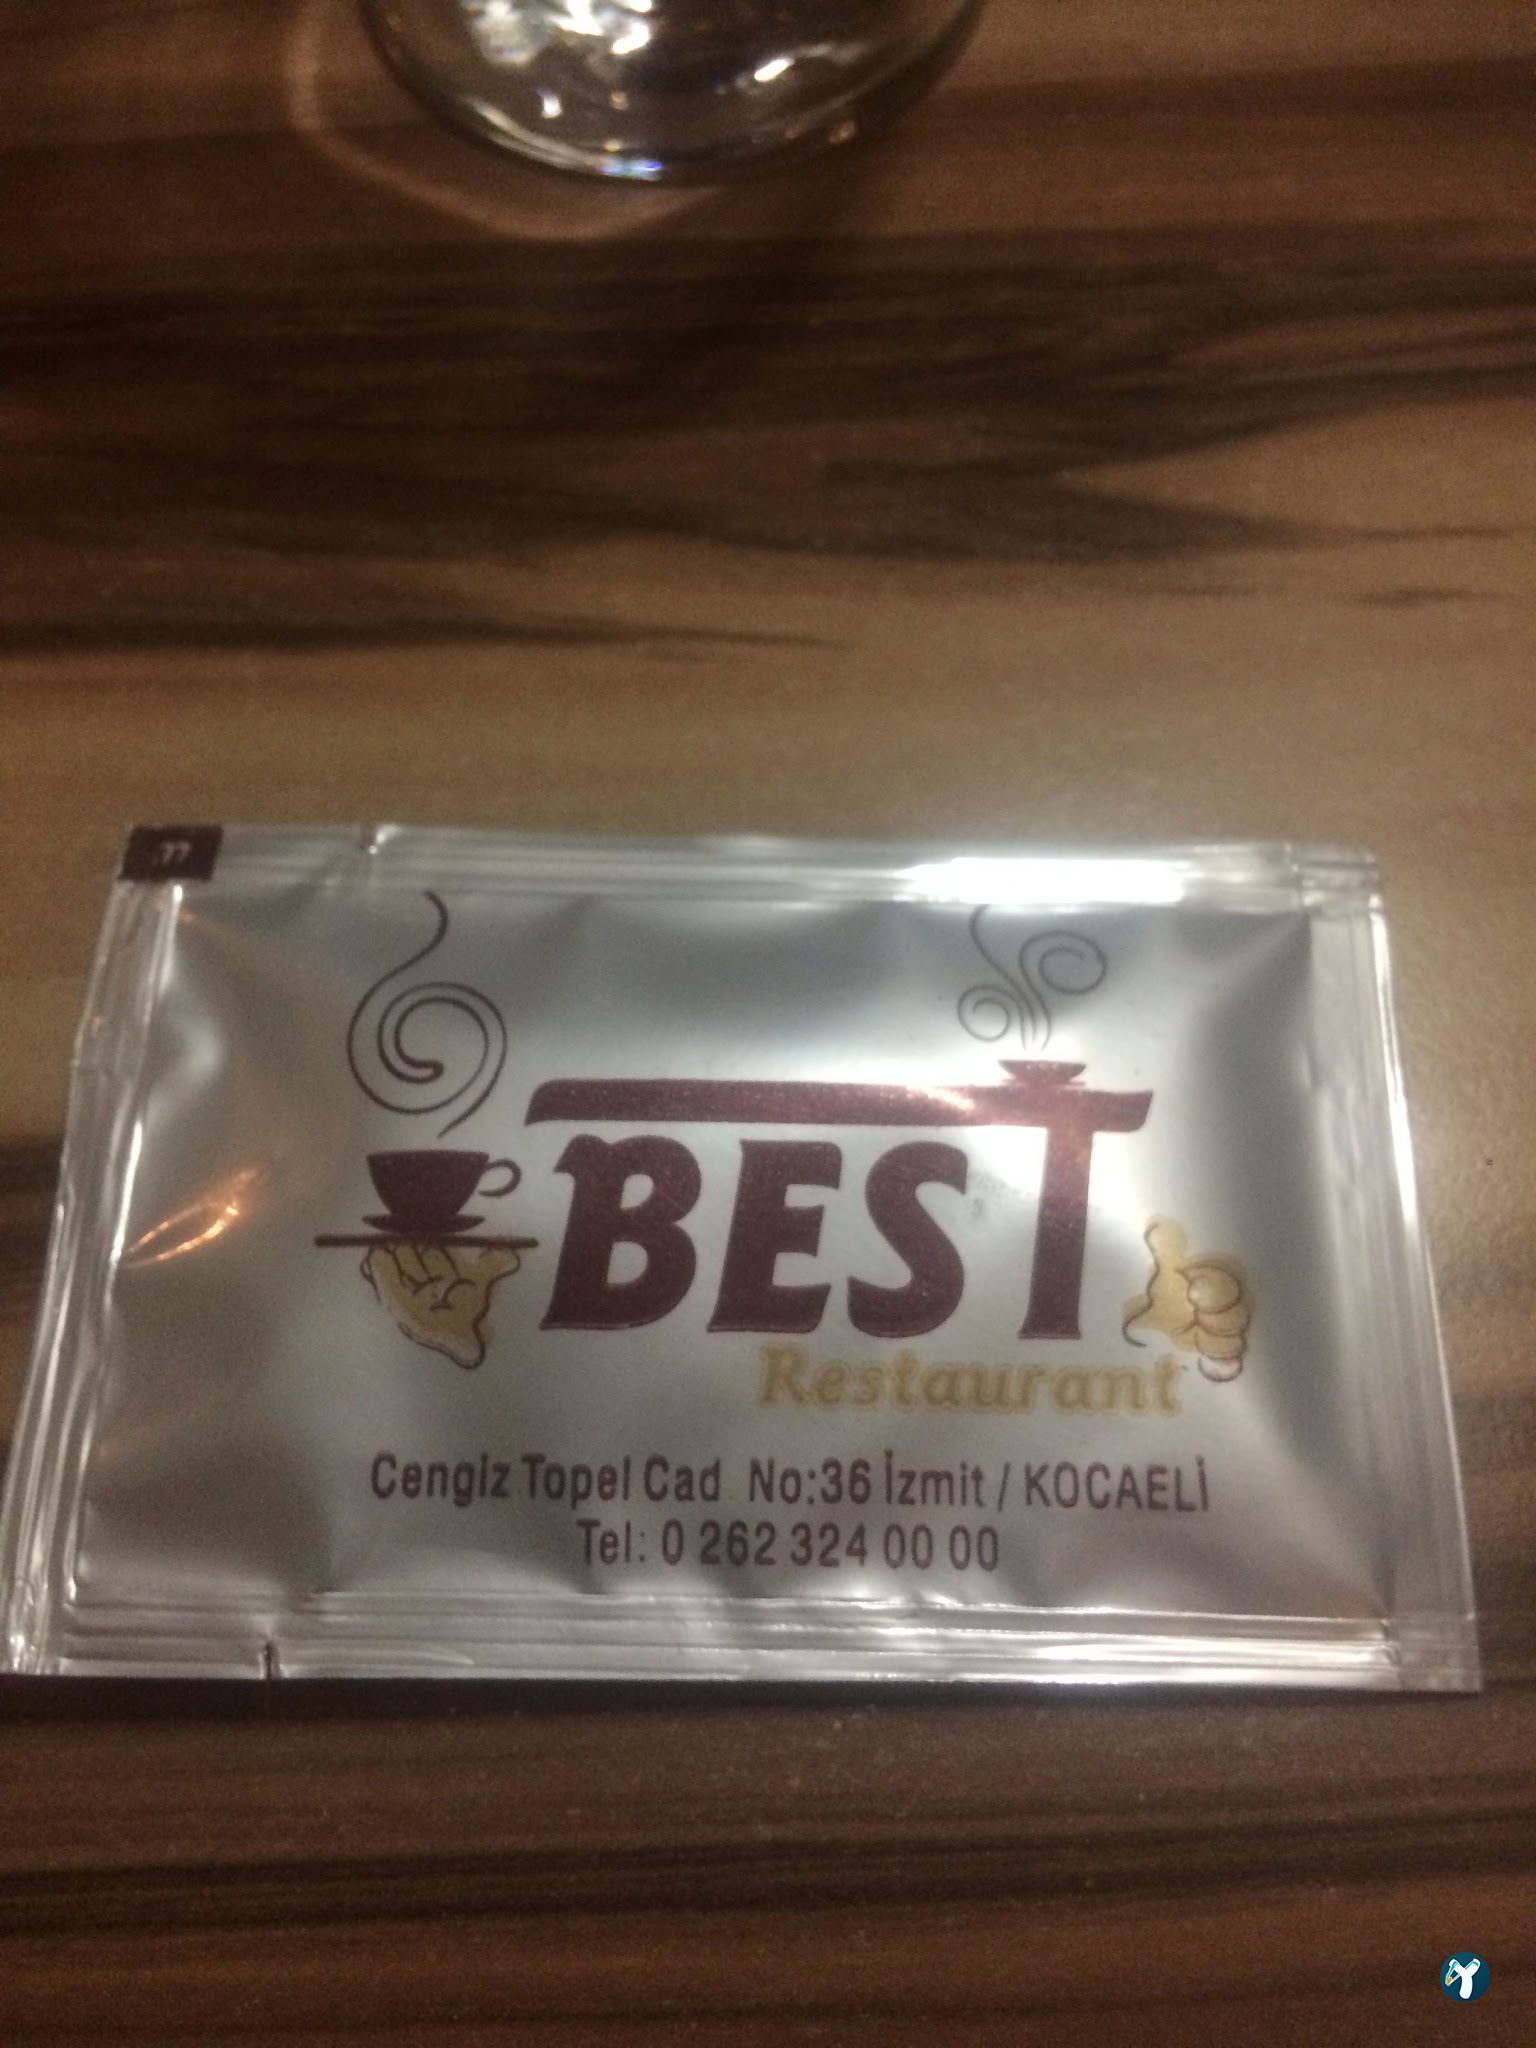 BEST
Restaurant
Cengiz Topel Cad No:36 İzmit / KOCAELİ
Tel: 0 262 324 00 00